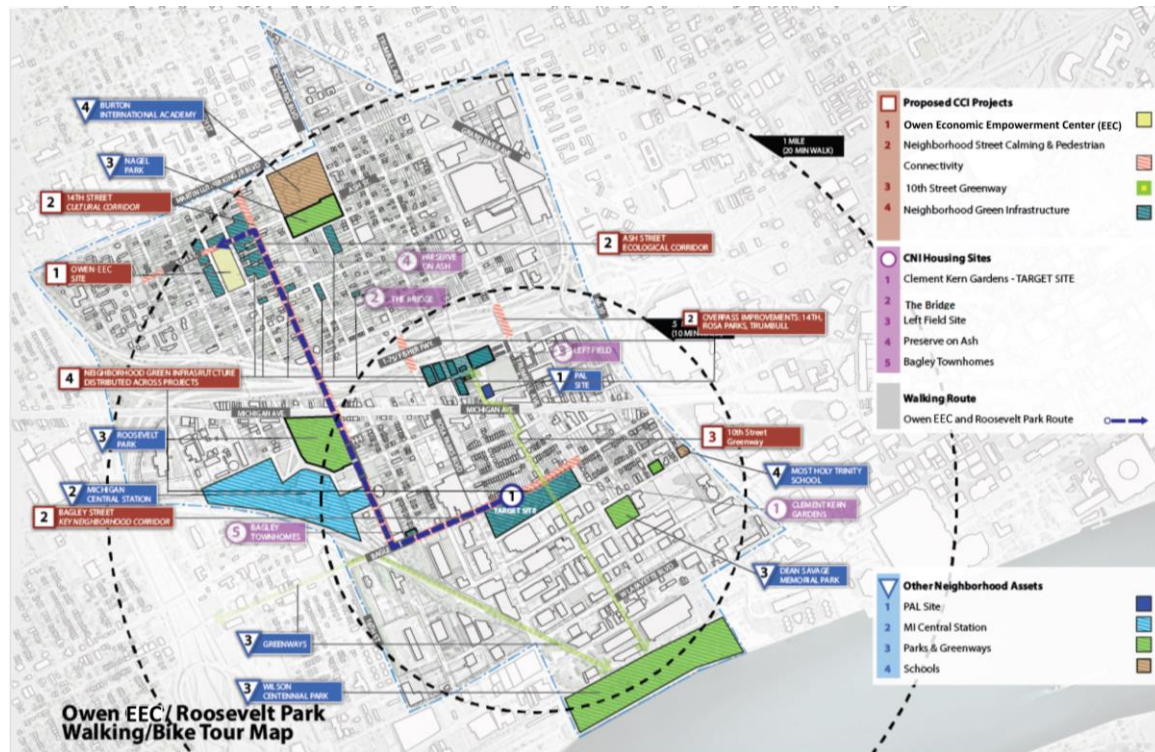 4 BURTON
INTERNATIONAL ACADEMY
3 NAGEL
PARK
2 14TH STREET
CULTURAL CORRIDOR
1 OWEN EEC
SITE
ASH ST
1 MILE
(20 MIN WALK)
2 ASH STREET
ECOLOGICAL CORRIDOR
4 PRESERVE
ON ASH
2 THE BRIDGE
2 OVERPASS IMPROVEMENTS: 14TH,
ROSA PARKS, TRUMBULL
(10 MIN
I-75/ FISHER FWY.
3 LEFT FIELD
1 PAL
SITE
4 NEIGHBORHOOD GREEN INFRASRUTCTURE
DISTRIBUTED ACROSS PROJECTS
MICHIGAN AVE.
MICHIGAN AVE.
3 ROOSEVELT
PARK
3 10th Street
Greenway
4 MOST HOLY TRINITY
SCHOOL
2 MICHIGAN
CENTRAL STATION
2 BAGLEY STREET
KEY NEIGHBORHOOD CORRIDOR
1
TARGET SITE
1 CLEMENT KERN
GARDENS
5 BAGLEY
TOWNHOMES
3 DEAN SAVAGE
MEMORIAL PARK
3 GREENWAYS
3 WILSON
CENTENNIAL PARK
Owen EEC/ Roosevelt Park
Walking/Bike Tour Map
Proposed CCI Projects
1 Owen Economic Empowerment Center (EEC)
2 Neighborhood Street Calming & Pedestrian
Connectivity
3 10th Street Greenway
4 Neighborhood Green Infrastructure
CNI Housing Sites
1 Clement Kern Gardens - TARGET SITE
2 The Bridge
3 Left Field Site
4 Preserve on Ash
5 Bagley Townhomes
Walking Route
Owen EEC and Roosevelt Park Route
Other Neighborhood Assets
1 PAL Site
2 MI Central Station
3 Parks & Greenways
4 Schools